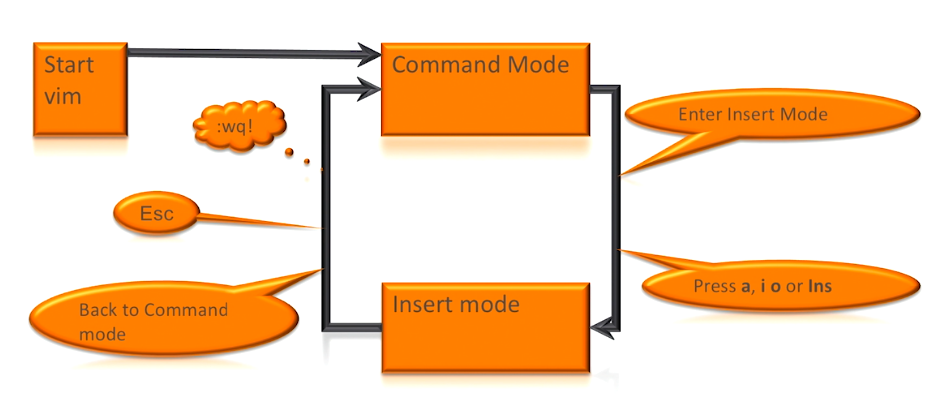 Start
vim
Command Mode
:wq!
Enter Insert Mode
Esc
Press a, i o or Ins
Back to Command
mode
Insert mode